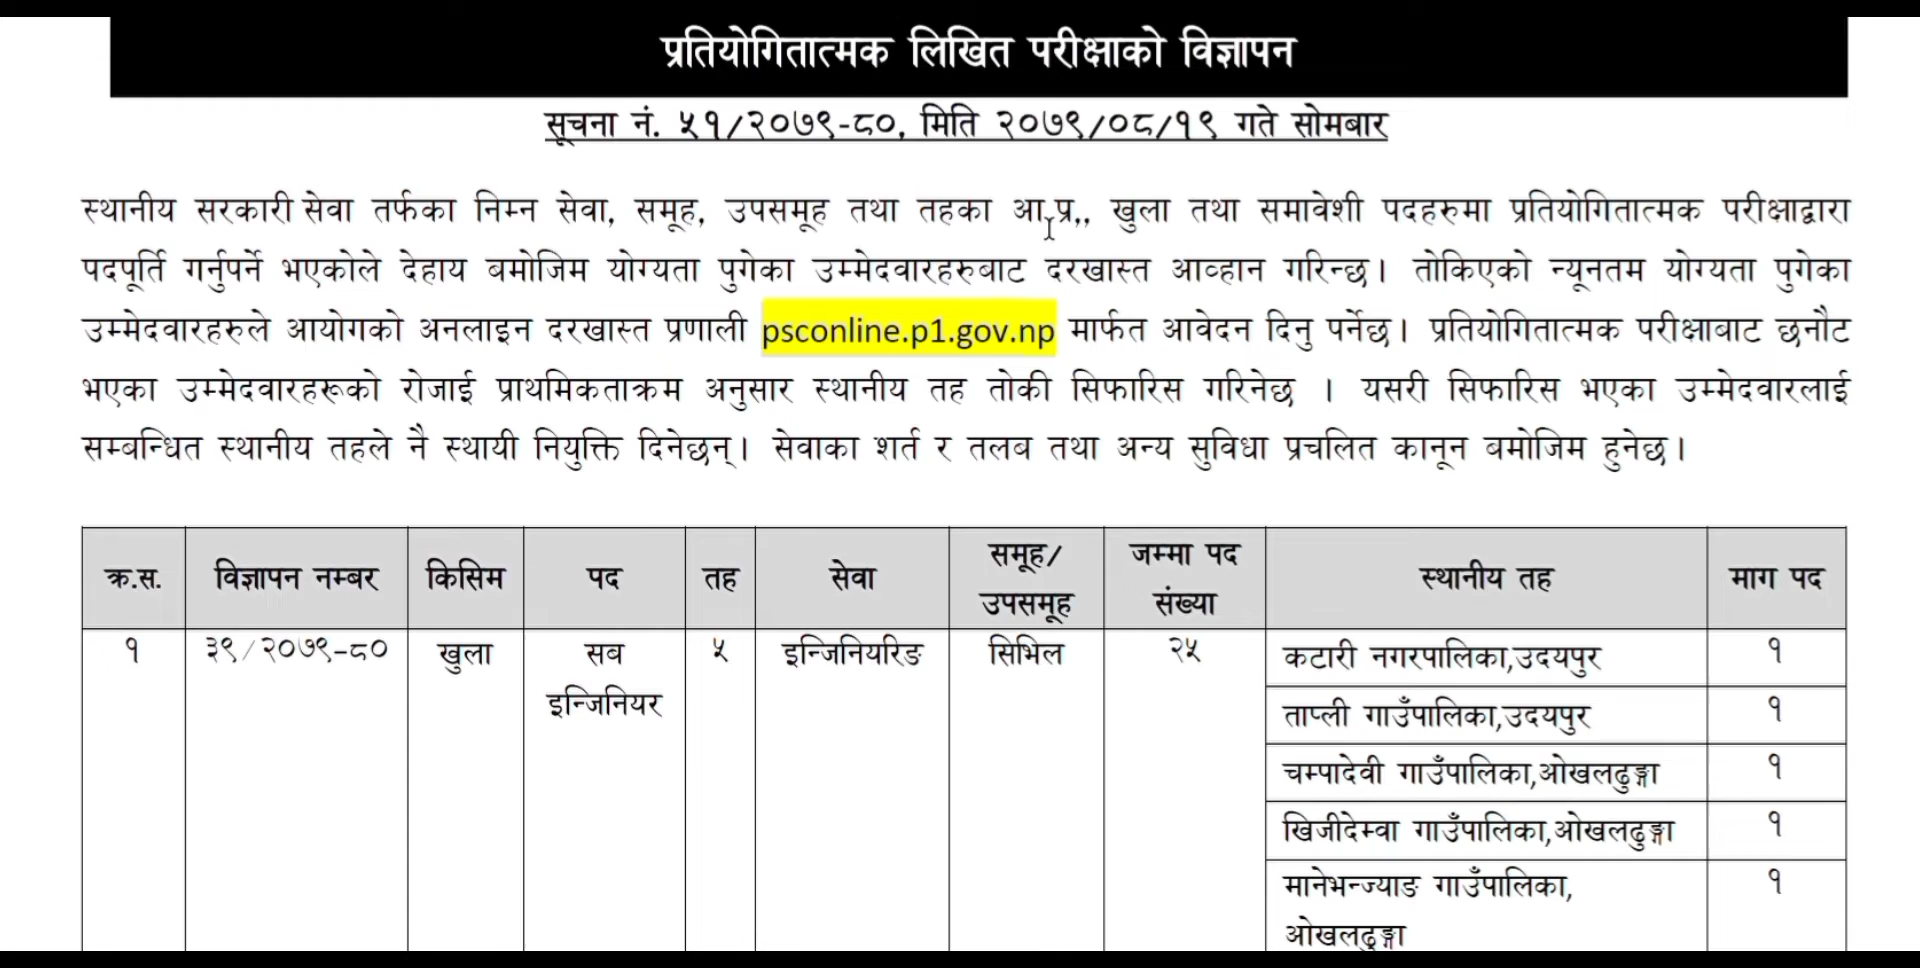 प्रतियोगितात्मक लिखित परीक्षाको विज्ञापन
सूचना नं. ५१/२०७९-८०, मिति २०७९/०८/१९ गते सोमबार
स्थानीय सरकारी सेवा तर्फका निम्न सेवा, समूह, उपसमूह तथा तहका आ.प्र,, खुला तथा समावेशी पदहरुमा प्रतियोगितात्मक परीक्षाद्वारा
पदपूर्ति गर्नुपर्ने भएकोले देहाय बमोजिम योग्यता पुगेका उम्मेदवारहरुबाट दरखास्त आव्हान गरिन्छ। तोकिएको न्यूनतम योग्यता पुगेका
उम्मेदवारहरुले आयोगको अनलाइन दरखास्त प्रणाली psconline.p1.gov.np मार्फत आवेदन दिनु पर्नेछ। प्रतियोगितात्मक परीक्षाबाट छनौट
भएका उम्मेदवारहरूको रोजाई प्राथमिकताक्रम अनुसार स्थानीय तह तोकी सिफारिस गरिनेछ । यसरी सिफारिस भएका उम्मेदवारलाई
सम्बन्धित स्थानीय तहले नै स्थायी नियुक्ति दिनेछन्। सेवाका शर्त र तलब तथा अन्य सुविधा प्रचलित कानून बमोजिम हुनेछ।
क्र.स. विज्ञापन नम्बर किसिम पद तह सेवा समूह/ उपसमूह जम्मा पद संख्या स्थानीय तह माग पद
१ ३९/२०७९-८० खुला सब इन्जिनियर ५ इन्जिनियरिङ सिभिल २५ कटारी नगरपालिका,उदयपुर १
ताप्ली गाउँपालिका,उदयपुर १
चम्पादेवी गाउँपालिका,ओखलढुङ्गा १
खिजीदेम्वा गाउँपालिका,ओखलढुङ्गा १
मानेभन्ज्याङ गाउँपालिका, १
ओखलढुङ्गा